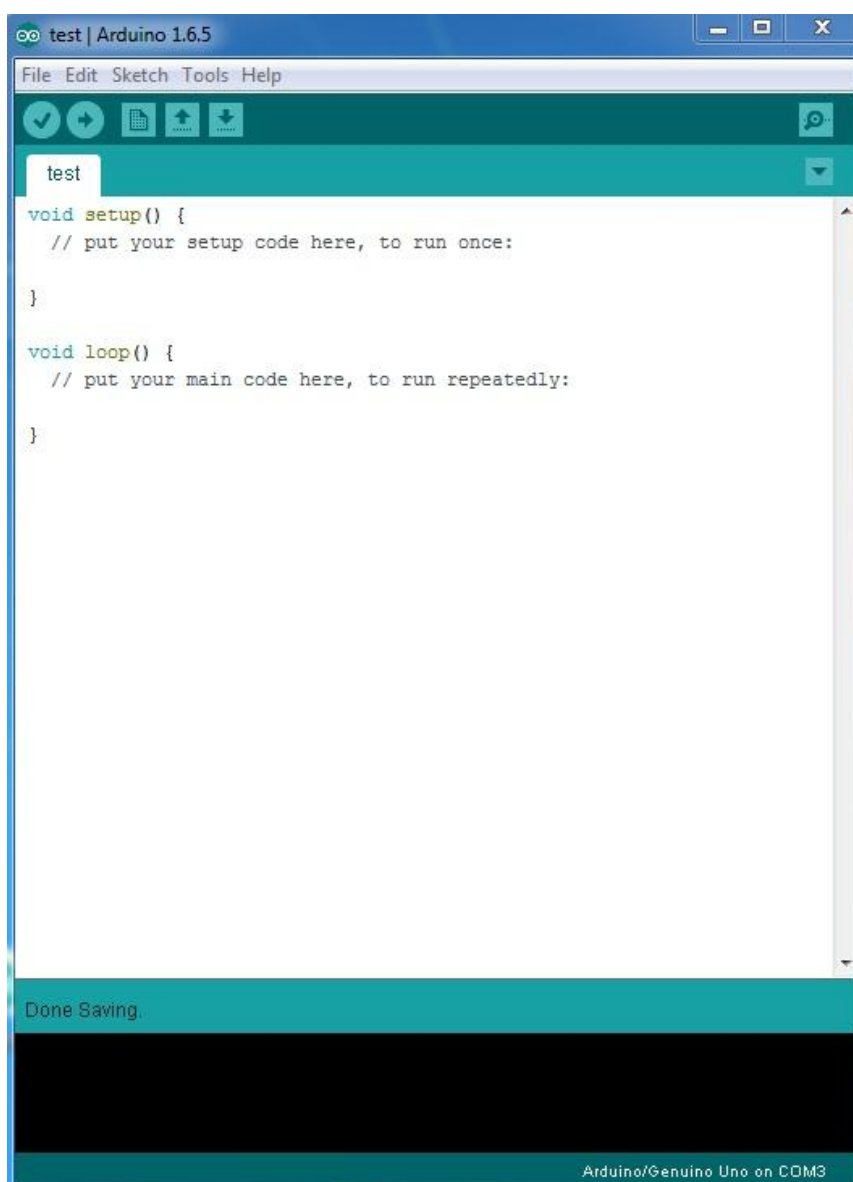 test | Arduino 1.6.5
File Edit Sketch Tools Help
test
void setup() {
  // put your setup code here, to run once:
}
void loop() {
  // put your main code here, to run repeatedly:
}
Done Saving.
Arduino/Genuino Uno on COM3